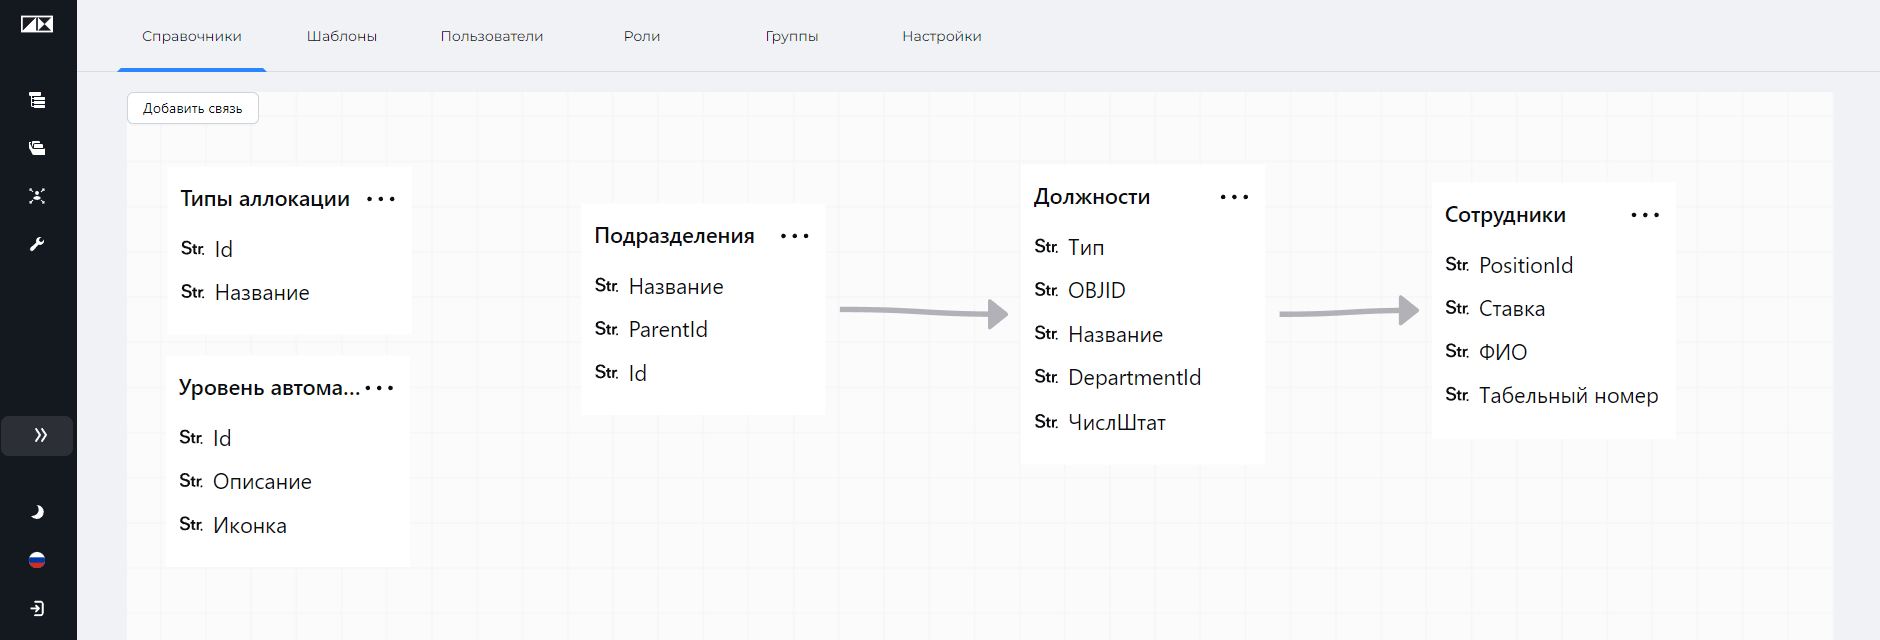 Справочники
Шаблоны
Пользователи
Роли
Группы
Настройки
Добавить связь
Типы аллокации
Str. Id
Str. Название
Уровень автома...
Str. Id
Str. Описание
Str. Иконка
Подразделения
Str. Название
Str. ParentId
Str. Id
Должности
Str. Тип
Str. OBJID
Str. Название
Str. DepartmentId
Str. ЧислШтат
Сотрудники
Str. PositionId
Str. Ставка
Str. ФИО
Str. Табельный номер